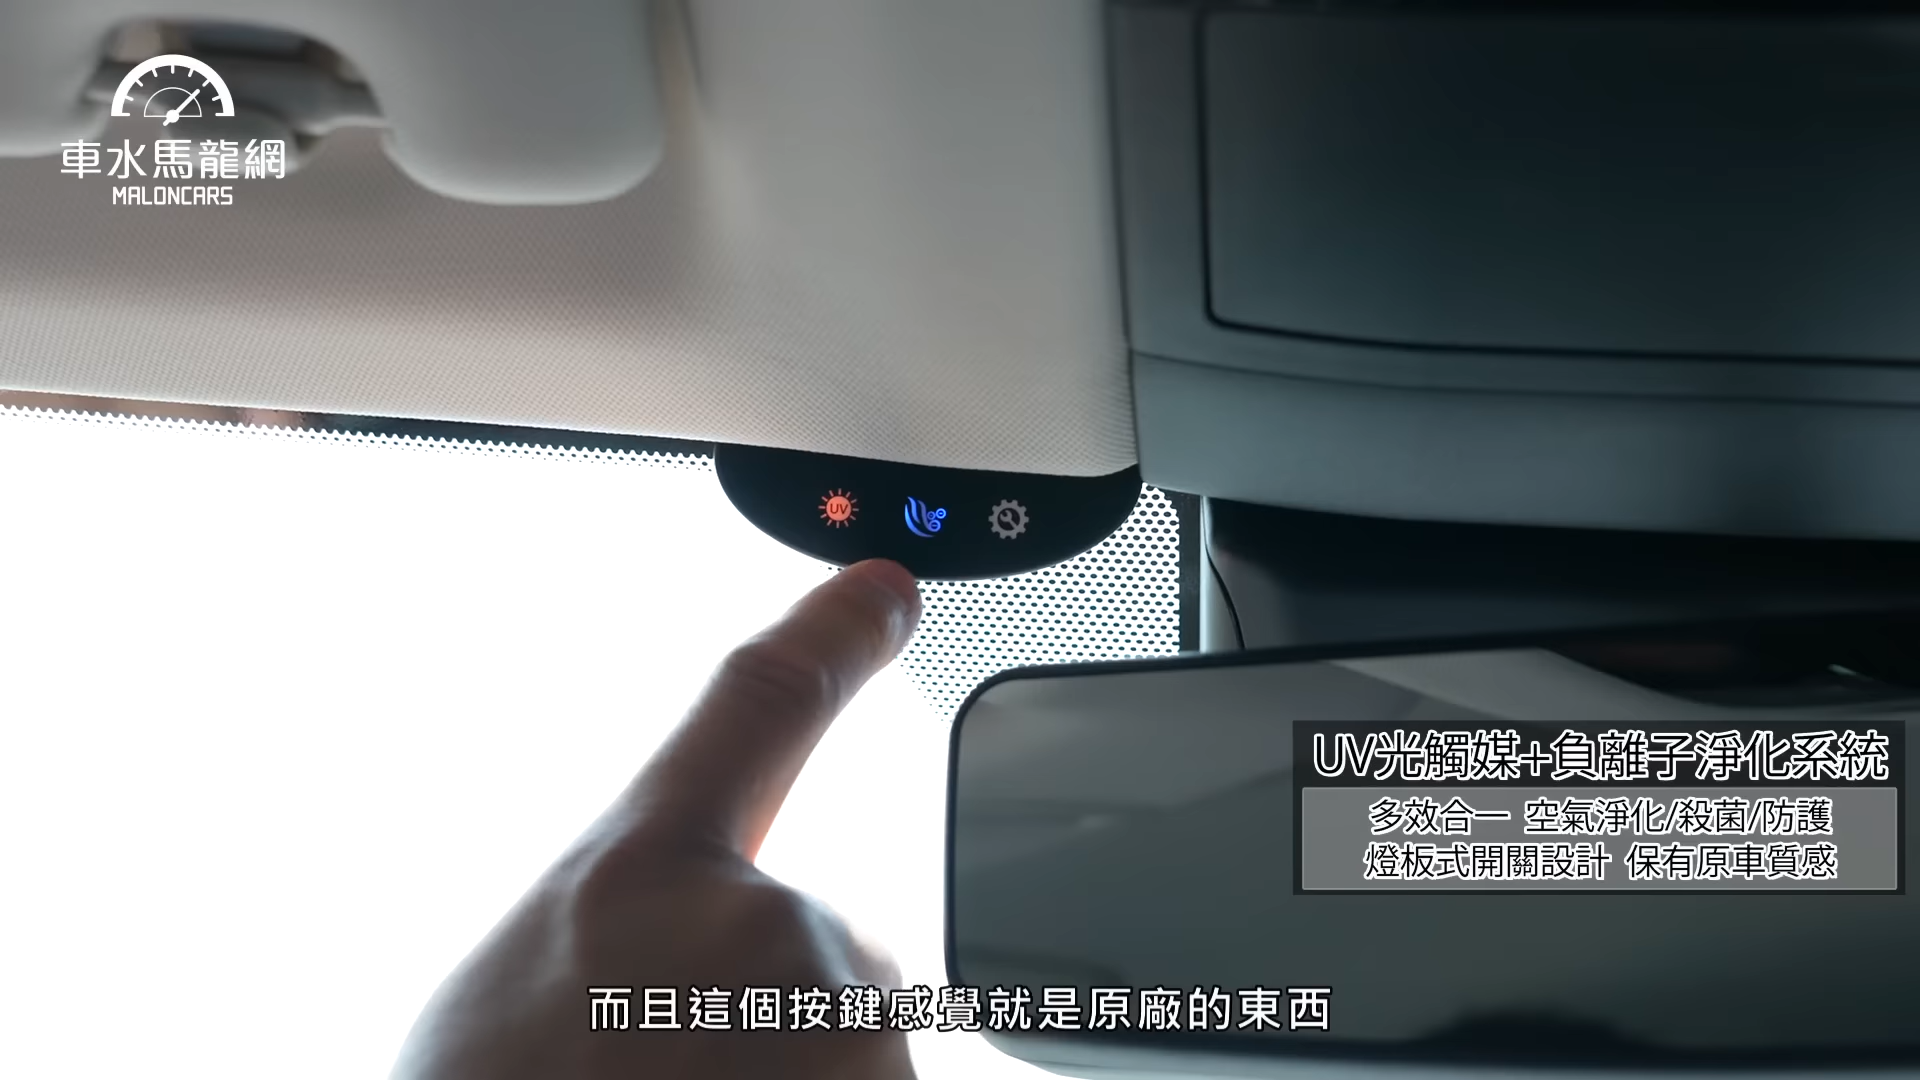 車水馬龍網
MALONCARS
UV
UV光觸媒+負離子淨化系統
多效合一 空氣淨化/殺菌/防護
燈板式開關設計 保有原車質感
而且這個按鍵感覺就是原廠的東西